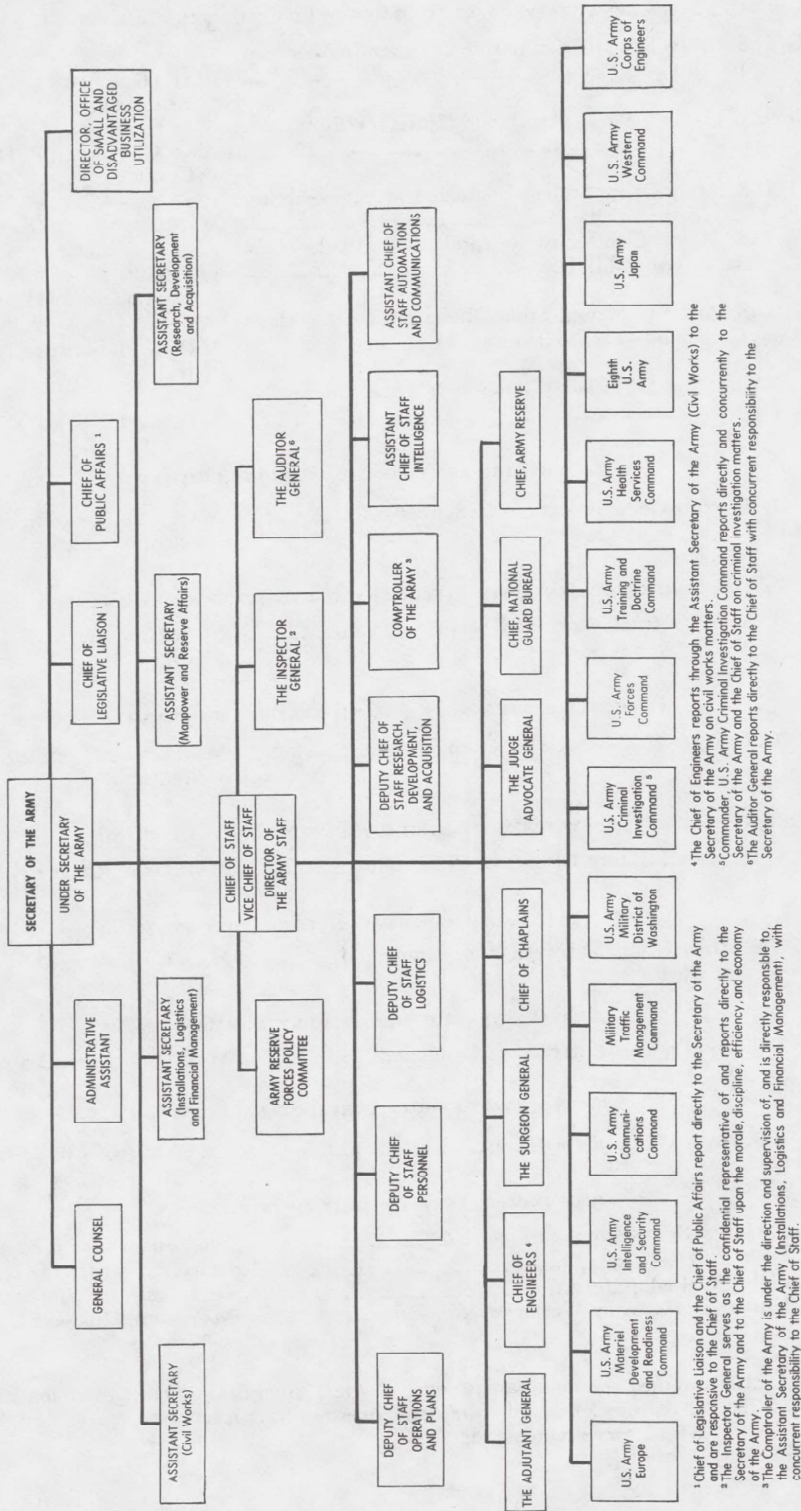 SECRETARY OF THE ARMY
UNDER SECRETARY
OF THE ARMY
GENERAL COUNSEL
ADMINISTRATIVE
ASSISTANT
CHIEF OF
LEGISLATIVE LIAISON ¹
CHIEF OF
PUBLIC AFFAIRS ¹
DIRECTOR, OFFICE
OF SMALL AND
DISADVANTAGED
BUSINESS
UTILIZATION
ASSISTANT SECRETARY
(Civil Works)
ASSISTANT SECRETARY
(Installations, Logistics
and Financial Management)
ASSISTANT SECRETARY
(Manpower and Reserve Affairs)
ASSISTANT SECRETARY
(Research, Development
and Acquisition)
CHIEF OF STAFF
VICE CHIEF OF STAFF
DIRECTOR OF
THE ARMY STAFF
ARMY RESERVE
FORCES POLICY
COMMITTEE
THE INSPECTOR
GENERAL ²
THE AUDITOR
GENERAL⁶
DEPUTY CHIEF
OF STAFF
OPERATIONS
AND PLANS
DEPUTY CHIEF
OF STAFF
PERSONNEL
DEPUTY CHIEF
OF STAFF
LOGISTICS
DEPUTY CHIEF OF
STAFF RESEARCH,
DEVELOPMENT,
AND ACQUISITION
COMPTROLLER
OF THE ARMY ³
ASSISTANT
CHIEF OF STAFF
INTELLIGENCE
ASSISTANT CHIEF OF
STAFF AUTOMATION
AND COMMUNICATIONS
THE ADJUTANT GENERAL
CHIEF OF
ENGINEERS ⁴
THE SURGEON GENERAL
CHIEF OF CHAPLAINS
THE JUDGE
ADVOCATE GENERAL
CHIEF, NATIONAL
GUARD BUREAU
CHIEF, ARMY RESERVE
U.S. Army
Europe
U.S. Army
Materiel
Development
and Readiness
Command
U.S. Army
Intelligence
and Security
Command
U.S. Army
Communi-
cations
Command
Military
Traffic
Management
Command
U.S. Army
Military
District of
Washington
U.S. Army
Criminal
Investigation
Command ⁵
U.S. Army
Forces
Command
U.S. Army
Training and
Doctrine
Command
U.S. Army
Health
Services
Command
Eighth
U.S.
Army
U.S. Army
Japan
U.S. Army
Western
Command
U.S. Army
Corps of
Engineers
¹ Chief of Legislative Liaison and the Chief of Public Affairs report directly to the Secretary of the Army
and are responsive to the Chief of Staff.
² The Inspector General serves as the confidential representative of and reports directly to the
Secretary of the Army and to the Chief of Staff upon the morale, discipline, efficiency, and economy
of the Army.
³ The Comptroller of the Army is under the direction and supervision of, and is directly responsible to,
the Assistant Secretary of the Army (Installations, Logistics and Financial Management), with
concurrent responsibility to the Chief of Staff.
⁴ The Chief of Engineers reports through the Assistant Secretary of the Army (Civil Works) to the
Secretary of the Army on civil works matters.
⁵ Commander, U.S. Army Criminal Investigation Command reports directly and concurrently to the
Secretary of the Army and the Chief of Staff on criminal nvestigation matters.
⁶ The Auditor General reports directly to the Chief of Staff with concurrent responsibility to the
Secretary of the Army.